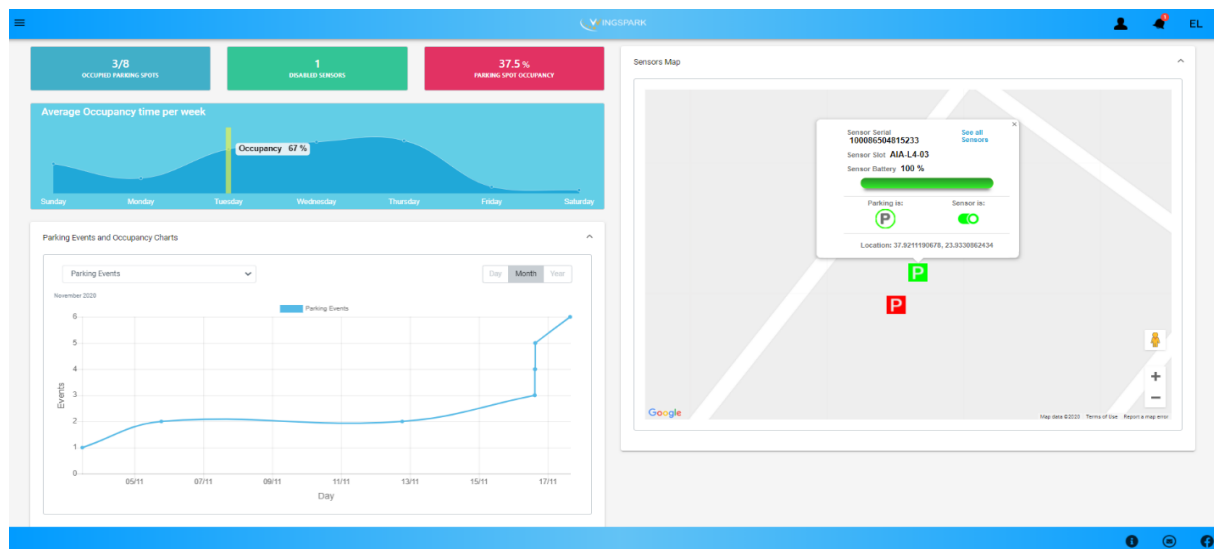 WINGSPARK
EL
3/8
OCCUPIED PARKING SPOTS
1
DISABLED SENSORS
37.5 %
PARKING SPOT OCCUPANCY
Average Occupancy time per week
Occupancy 67 %
Sunday Monday Tuesday Wednesday Thursday Friday Saturday
Parking Events and Occupancy Charts
Parking Events
Day Month Year
November 2020
Parking Events
6
5
4
3
2
1
0
Events
05/11 07/11 09/11 11/11 13/11 15/11 17/11
Day
Sensors Map
Sensor Serial
100086504815233
See all
Sensors
Sensor Slot AIA-L4-03
Sensor Battery 100 %
Parking is: Sensor is:
P
Location: 37.9211190678, 23.9330862434
P
P
Google
Map data ©2020 Terms of Use Report a map error